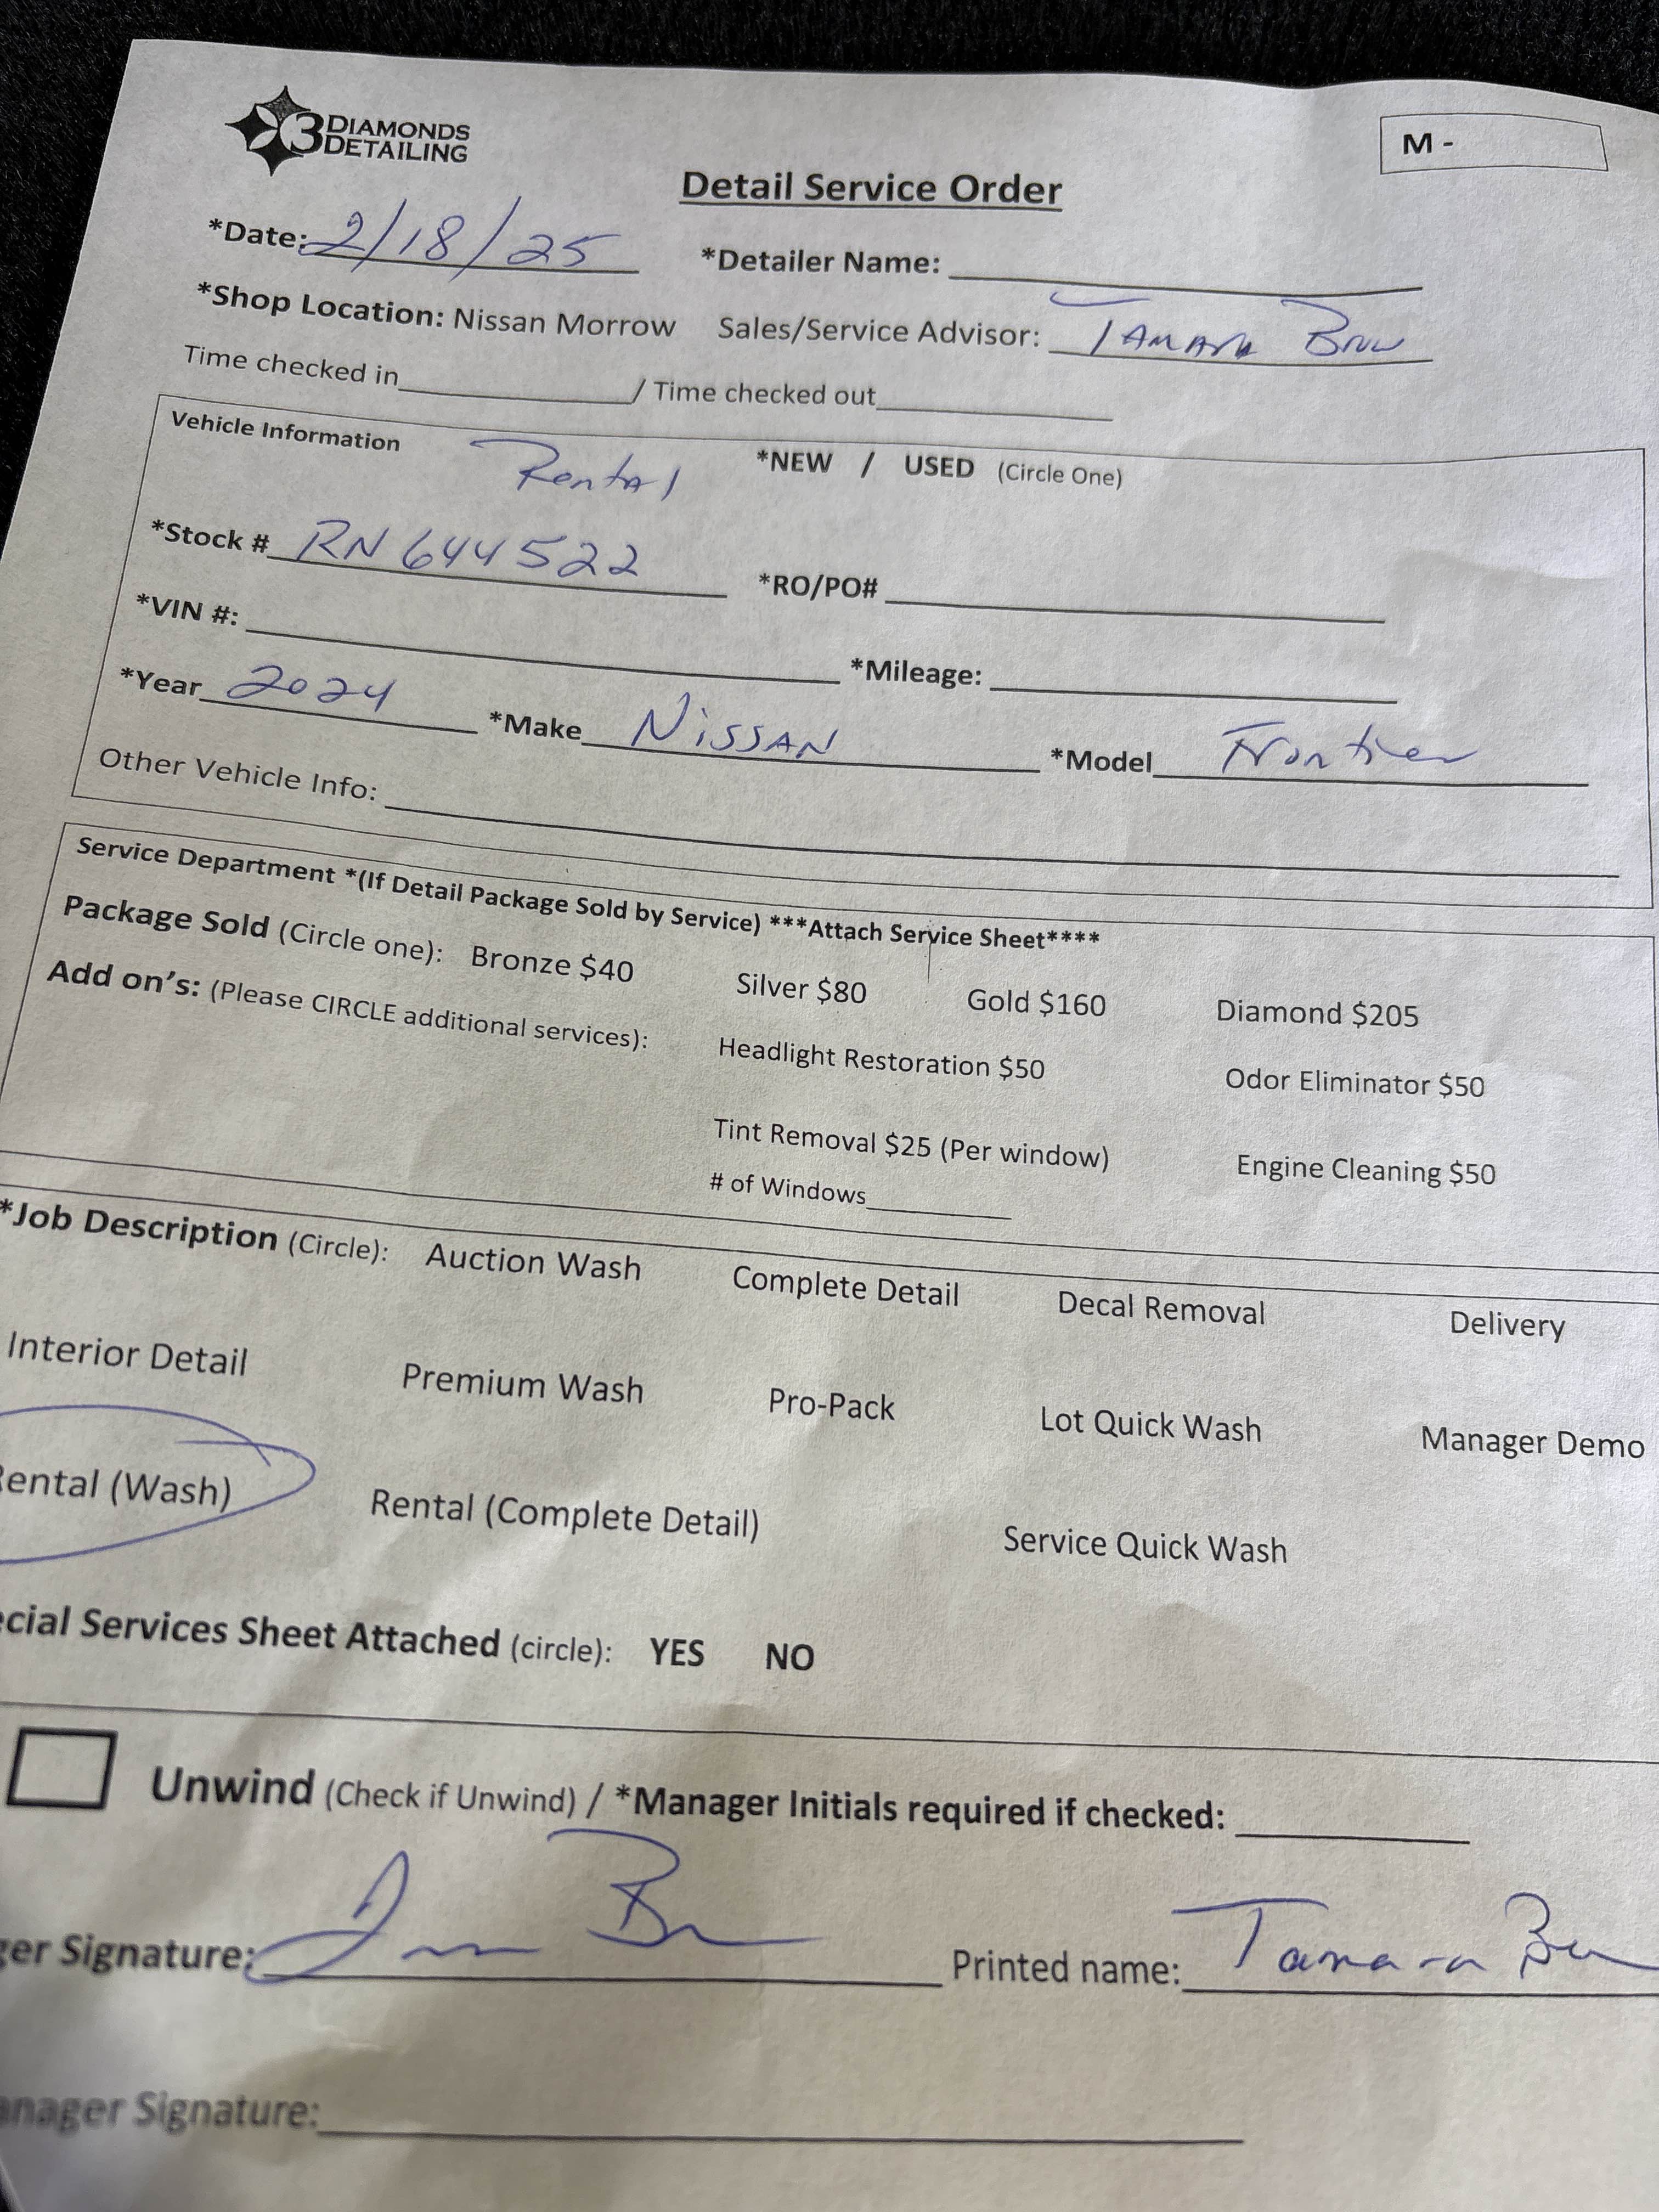 3 DIAMONDS
DETAILING
M -
Detail Service Order
*Date: 2/18/25 *Detailer Name:
*Shop Location: Nissan Morrow Sales/Service Advisor: TAMARA
Time checked in / Time checked out
Vehicle Information Rental *NEW / USED (Circle One)
*Stock # RN 644522 *RO/PO#
*VIN #: *Mileage:
*Year 2024 *Make NiSSAN *Model Frontier
Other Vehicle Info:
Service Department *(If Detail Package Sold by Service) ***Attach Service Sheet****
Package Sold (Circle one): Bronze $40 Silver $80 Gold $160 Diamond $205
Add on's: (Please CIRCLE additional services): Headlight Restoration $50 Odor Eliminator $50
Tint Removal $25 (Per window) Engine Cleaning $50
# of Windows
*Job Description (Circle): Auction Wash Complete Detail Decal Removal Delivery
Interior Detail Premium Wash Pro-Pack Lot Quick Wash Manager Demo
Rental (Wash) Rental (Complete Detail) Service Quick Wash
cial Services Sheet Attached (circle): YES NO
Unwind (Check if Unwind) / *Manager Initials required if checked:
ger Signature: Printed name: Tamara
anager Signature: